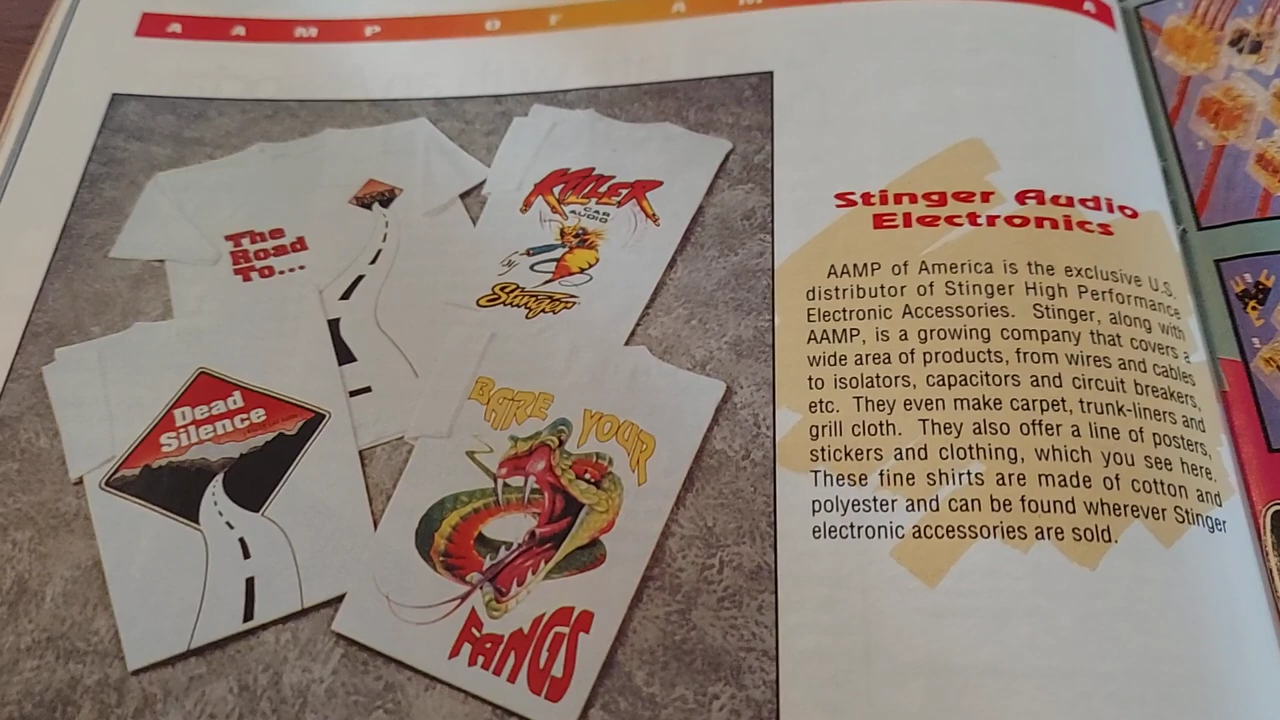 A A M P O F A M A
The
Road
To...
KILLER
CAR
AUDIO
by
Stinger
Dead
Silence
BARE YOUR
FANGS
Stinger Audio
Electronics
AAMP of America is the exclusive U.S.
distributor of Stinger High Performance
Electronic Accessories. Stinger, along with
AAMP, is a growing company that covers a
wide area of products, from wires and cables
to isolators, capacitors and circuit breakers,
etc. They even make carpet, trunk-liners and
grill cloth. They also offer a line of posters,
stickers and clothing, which you see here.
These fine shirts are made of cotton and
polyester and can be found wherever Stinger
electronic accessories are sold.